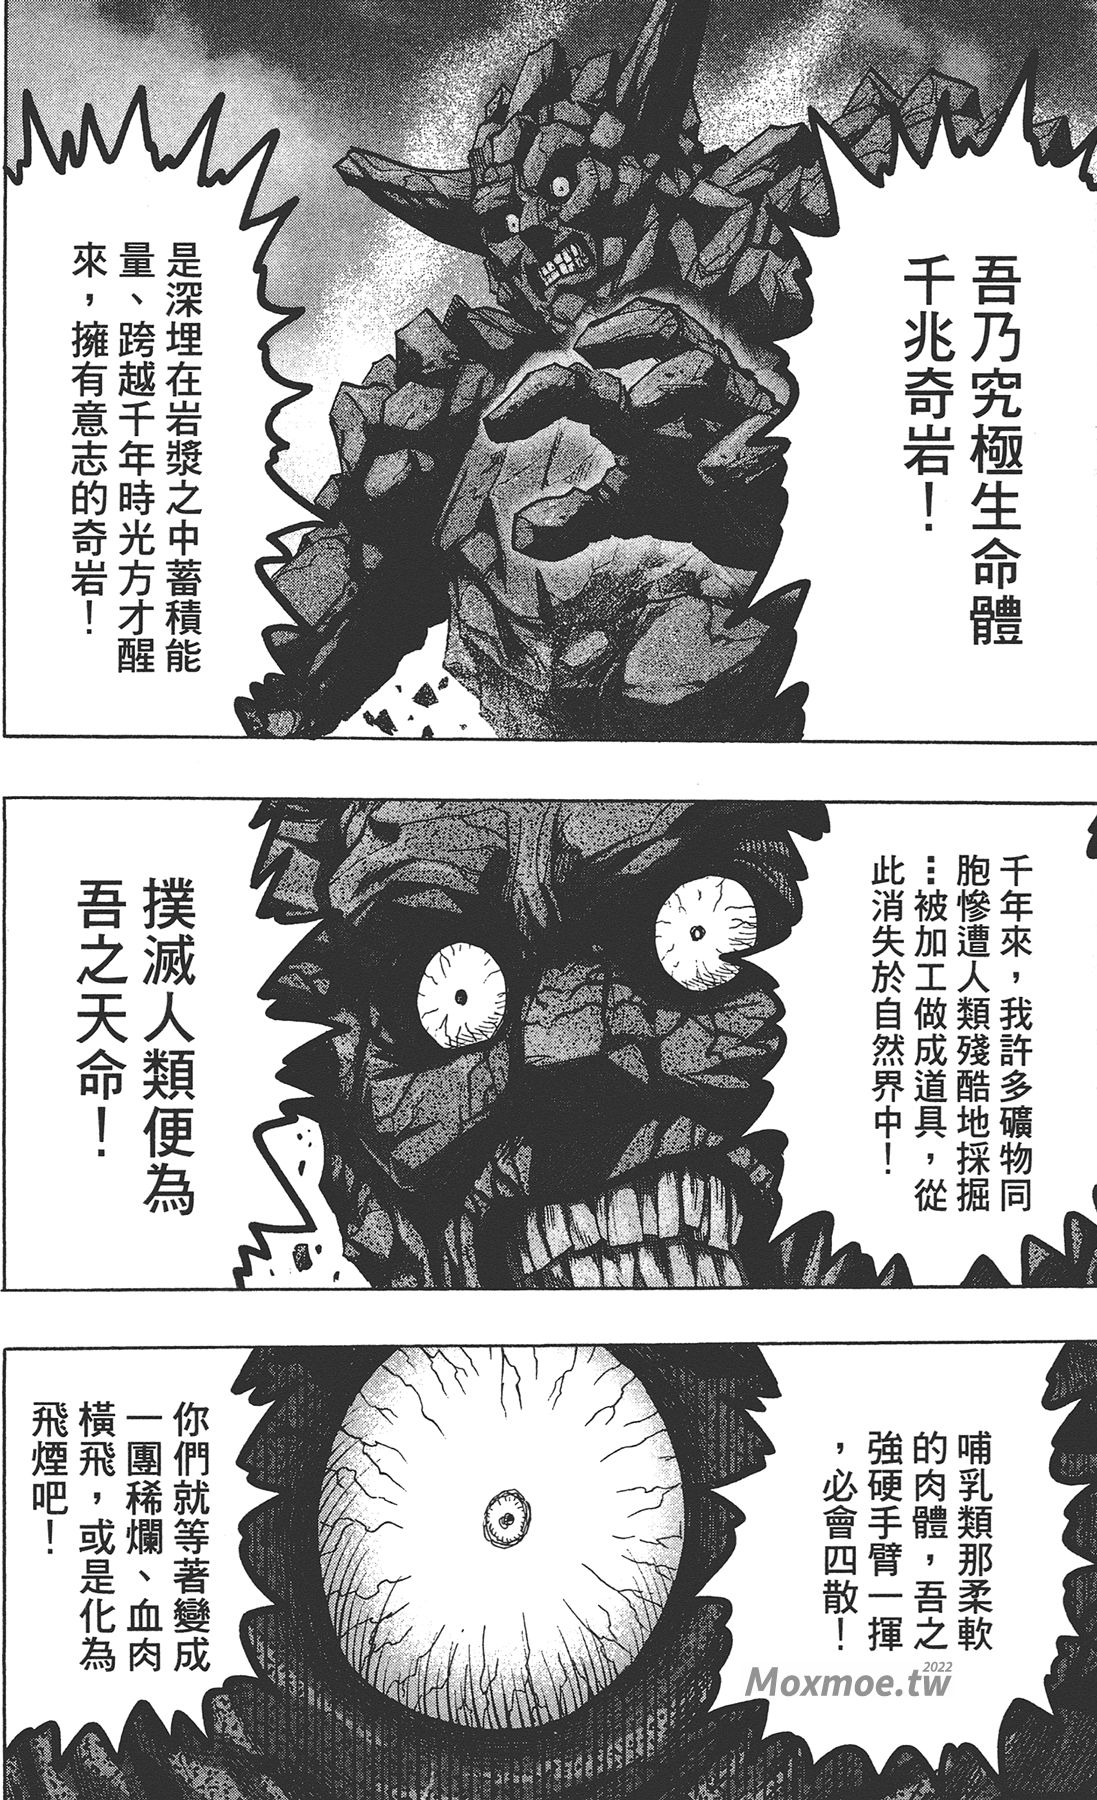 吾乃究極生命體
千兆奇岩！
是深埋在岩漿之中蓄積能
量、跨越千年時光方才醒
來，擁有意志的奇岩！
千年來，我許多礦物同
胞慘遭人類殘酷地採掘
…被加工做成道具，從
此消失於自然界中！
撲滅人類便為
吾之天命！
哺乳類那柔軟
的肉體，吾之
強硬手臂一揮
，必會四散！
你們就等著變成
一團稀爛、血肉
橫飛，或是化為
飛煙吧！
2022
Moxmoe.tw